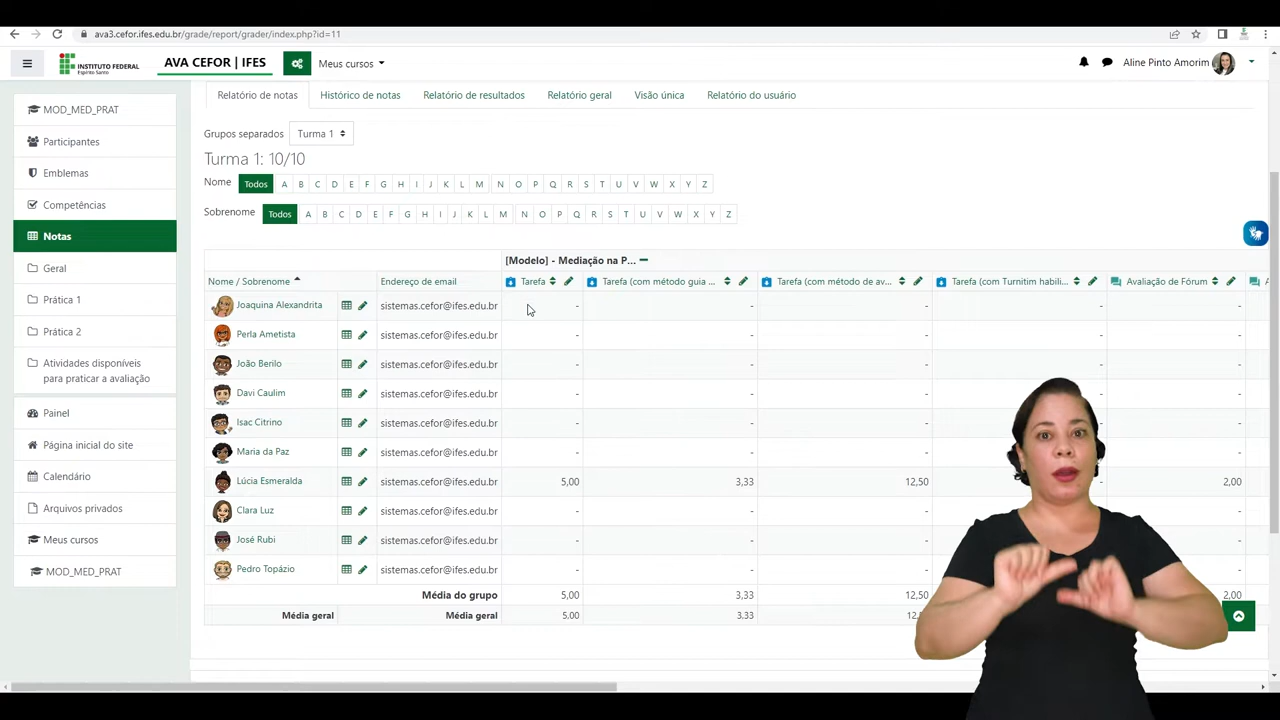 ava3.cefor.ifes.edu.br/grade/report/grader/index.php?id=11
INSTITUTO FEDERAL
Espírito Santo
AVA CEFOR | IFES
Meus cursos
Aline Pinto Amorim
MOD_MED_PRAT
Participantes
Emblemas
Competências
Notas
Geral
Prática 1
Prática 2
Atividades disponíveis
para praticar a avaliação
Painel
Página inicial do site
Calendário
Arquivos privados
Meus cursos
MOD_MED_PRAT
Relatório de notas Histórico de notas Relatório de resultados Relatório geral Visão única Relatório do usuário
Grupos separados Turma 1
Turma 1: 10/10
Nome Todos A B C D E F G H I J K L M N O P Q R S T U V W X Y Z
Sobrenome Todos A B C D E F G H I J K L M N O P Q R S T U V W X Y Z
[Modelo] - Mediação na P...
Nome / Sobrenome Endereço de email Tarefa Tarefa (com método guia ... Tarefa (com método de av... Tarefa (com Turnitim habili... Avaliação de Fórum
Joaquina Alexandrita sistemas.cefor@ifes.edu.br - - - - -
Perla Ametista sistemas.cefor@ifes.edu.br - - - - -
João Berilo sistemas.cefor@ifes.edu.br - - - - -
Davi Caulim sistemas.cefor@ifes.edu.br - - - - -
Isac Citrino sistemas.cefor@ifes.edu.br - - - -
Maria da Paz sistemas.cefor@ifes.edu.br - - - -
Lúcia Esmeralda sistemas.cefor@ifes.edu.br 5,00 3,33 12,50 - 2,00
Clara Luz sistemas.cefor@ifes.edu.br - - - -
José Rubi sistemas.cefor@ifes.edu.br - - - -
Pedro Topázio sistemas.cefor@ifes.edu.br - - - -
Média do grupo 5,00 3,33 12,50 2,00
Média geral Média geral 5,00 3,33